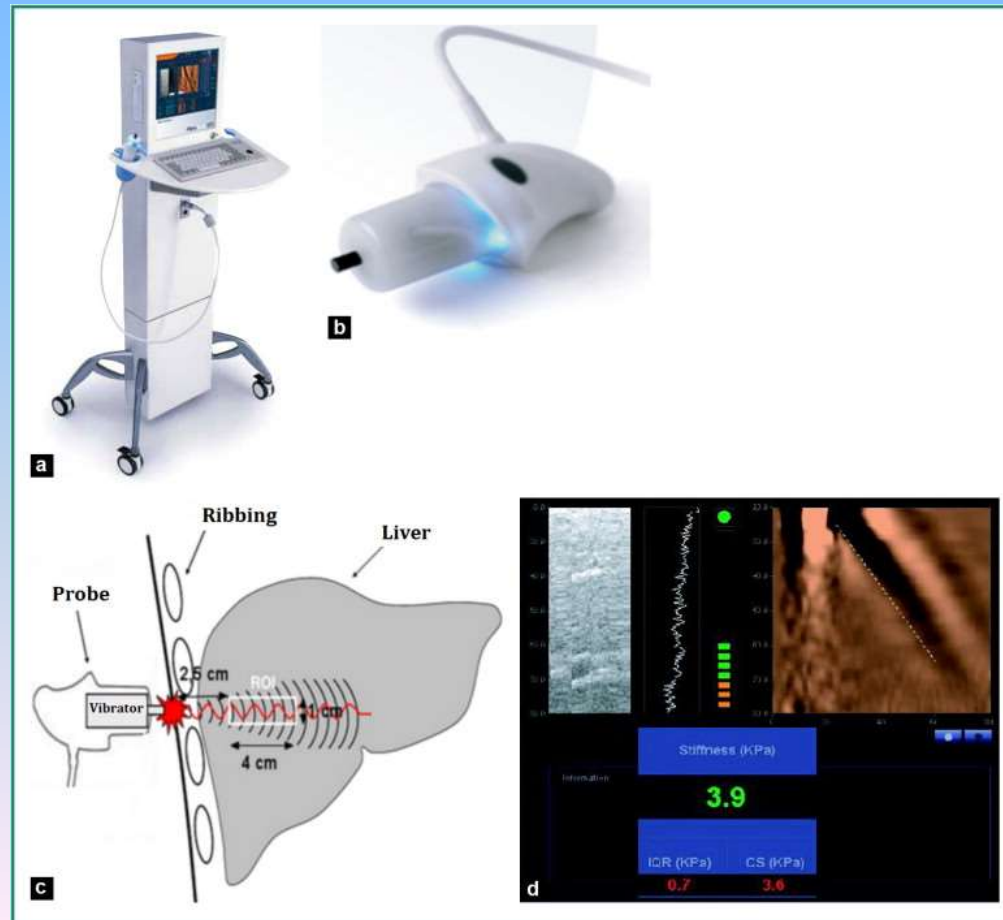 a
b
Ribbing
Liver
Probe
Vibrator
2.5 cm
ROI
1 cm
4 cm
c
Stiffness (KPa)
Information
3.9
IQR (KPa) CS (KPa)
0.7 3.6
d